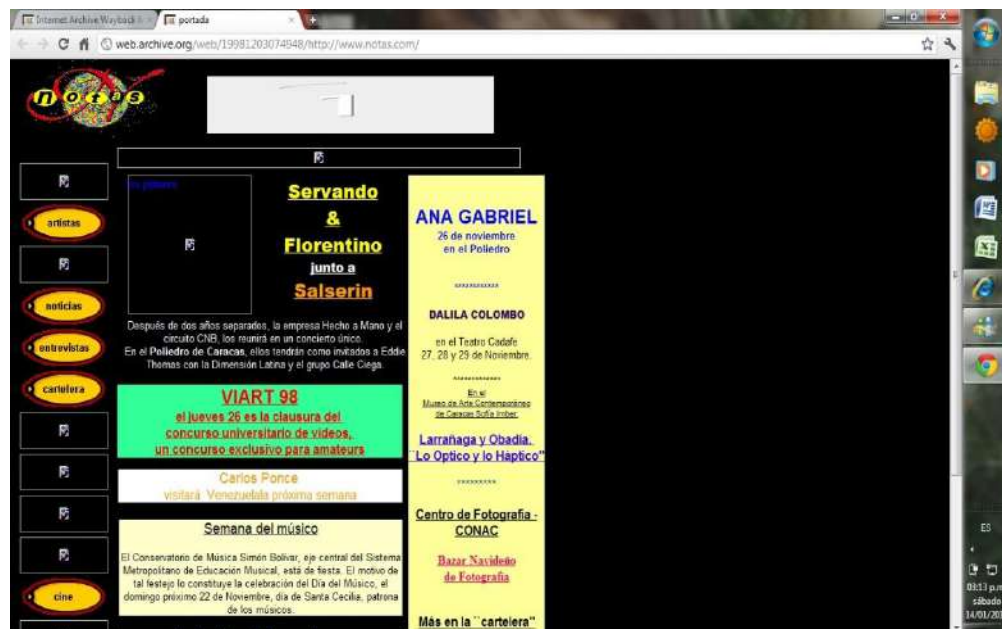 Internet Archive Wayback
portada
web.archive.org/web/19981203074948/http://www.notas.com/
notas
artistas
noticias
entrevistas
cartelera
cine
Servando
&
Florentino
junto a
Salserin
Después de dos años separados, la empresa Hecho a Mano y el
circuito CNB, los reunirá en un concierto único.
En el Poliedro de Caracas, ellos tendrán como invitados a Eddie
Thomas con la Dimensión Latina y el grupo Calle Ciega.
VIART 98
el jueves 26 es la clausura del
concurso universitario de videos,
un concurso exclusivo para amateurs
Carlos Ponce
visitará Venezuelala próxima semana
Semana del músico
El Conservatorio de Música Simón Bolívar, eje central del Sistema
Metropolitano de Educación Musical, está de fiesta. El motivo de
tal festejo lo constituye la celebración del Día del Músico, el
domingo próximo 22 de Noviembre, día de Santa Cecilia, patrona
de los músicos.
ANA GABRIEL
26 de noviembre
en el Poliedro
***********
DALILA COLOMBO
en el Teatro Cadafe
27, 28 y 29 de Noviembre.
************
En el
Museo de Arte Contemporáneo
de Caracas Sofía Imber.
Larrañaga y Obadía.
¨Lo Optico y lo Háptico"
*********
Centro de Fotografia -
CONAC
Bazar Navideño
de Fotografía
Más en la ¨cartelera"
ES
03:13 p.m.
sábado
14/01/20